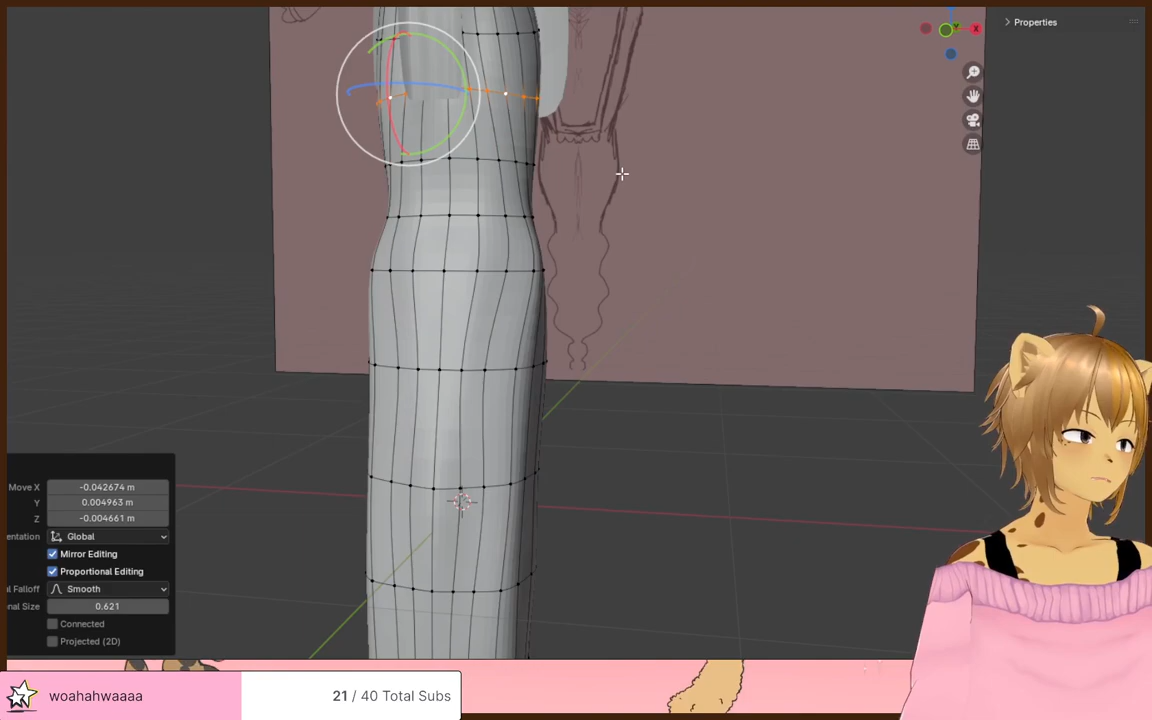 Properties
Y
X
Move X -0.042674 m
Y 0.004963 m
Z -0.004661 m
entation Global
Mirror Editing
Proportional Editing
al Falloff Smooth
onal Size 0.621
Connected
Projected (2D)
woahahwaaaa
21 / 40 Total Subs